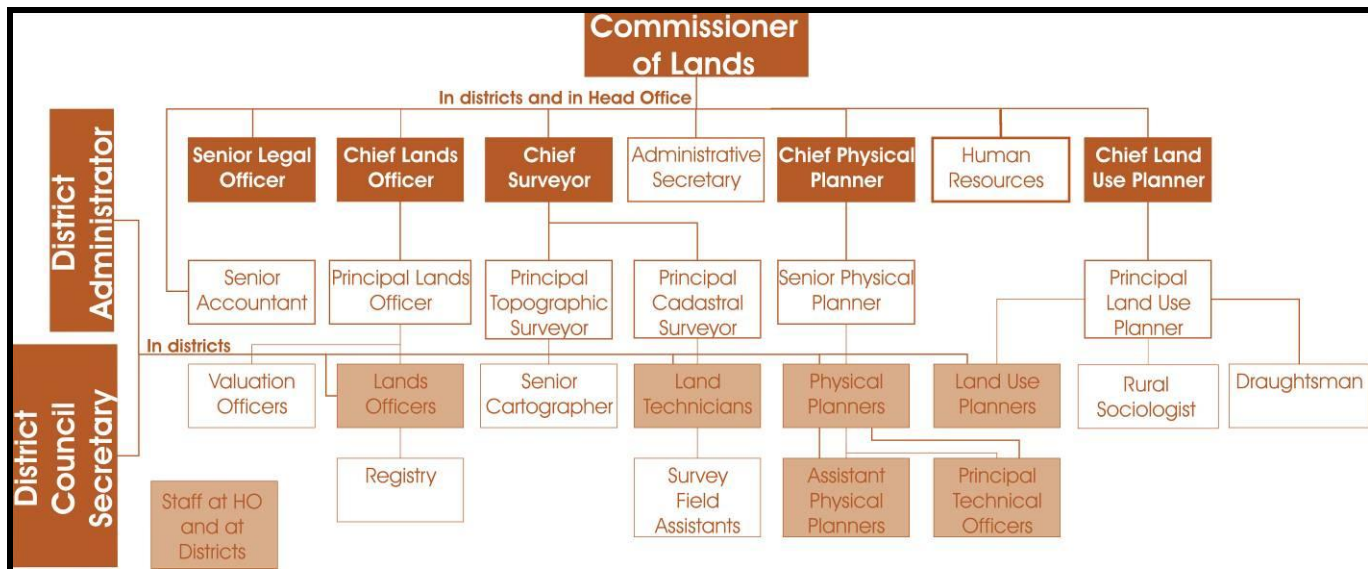 Commissioner
of Lands
In districts and in Head Office
District
Administrator
Senior Legal
Officer
Chief Lands
Officer
Chief
Surveyor
Administrative
Secretary
Chief Physical
Planner
Human
Resources
Chief Land
Use Planner
Senior
Accountant
Principal Lands
Officer
Principal
Topographic
Surveyor
Principal
Cadastral
Surveyor
Senior Physical
Planner
Principal
Land Use
Planner
In districts
District
Council
Secretary
Valuation
Officers
Lands
Officers
Senior
Cartographer
Land
Technicians
Physical
Planners
Land Use
Planners
Rural
Sociologist
Draughtsman
Registry
Survey
Field
Assistants
Assistant
Physical
Planners
Principal
Technical
Officers
Staff at HO
and at
Districts